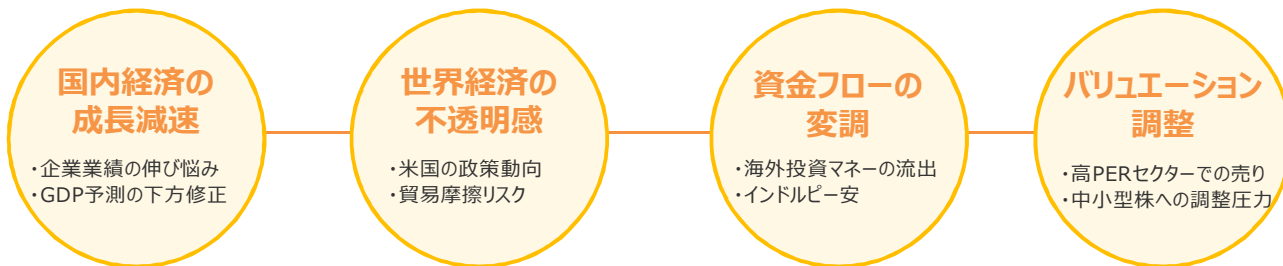 国内経済の
成長減速
・企業業績の伸び悩み
・GDP予測の下方修正
世界経済の
不透明感
・米国の政策動向
・貿易摩擦リスク
資金フローの
変調
・海外投資マネーの流出
・インドルピー安
バリュエーション
調整
・高PERセクターでの売り
・中小型株への調整圧力